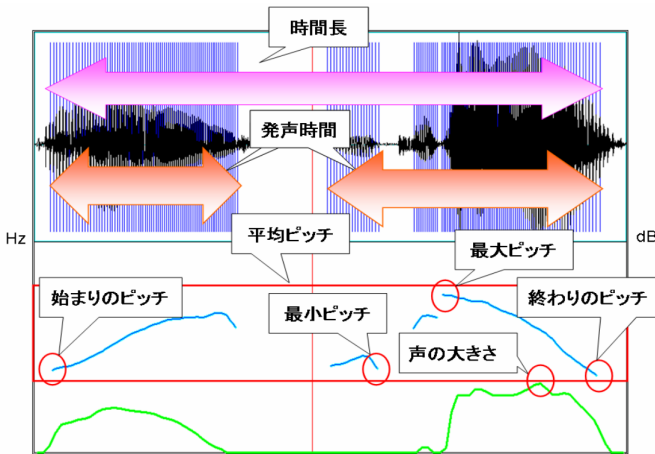 時間長
発声時間
Hz
平均ピッチ
dB
最大ピッチ
始まりのピッチ
最小ピッチ
終わりのピッチ
声の大きさ